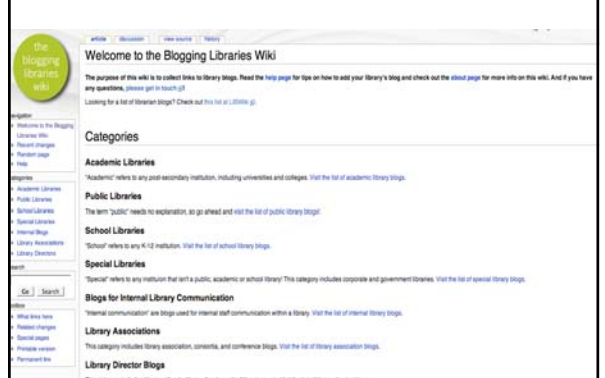 the
blogging
libraries
wiki
article discussion view source history
Welcome to the Blogging Libraries Wiki
The purpose of this wiki is to collect links to library blogs. Read the help page for tips on how to add your library's blog and check out the about page for more info on this wiki. And if you have
any questions, please get in touch
Looking for a list of librarian blogs? Check out this list at LISWiki
Categories
Academic Libraries
"Academic" refers to any post-secondary institution, including universities and colleges. Visit the list of academic library blogs.
Public Libraries
The term "public" needs no explanation, so go ahead and visit the list of public library blogs!
School Libraries
"School" refers to any K-12 institution. Visit the list of school library blogs.
Special Libraries
"Special" refers to any instituion that isn't a public, academic or school library! This category includes corporate and government libraries. Visit the list of special library blogs.
Blogs for Internal Library Communication
"Internal communication" are blogs used for internal staff communication within a library. Visit the list of internal library blogs.
Library Associations
This category includes library association, consortia, and conference blogs. Visit the list of library association blogs.
Library Director Blogs
navigation
Welcome to the Blogging
Libraries Wiki
Recent changes
Random page
Help
categories
Academic Libraries
Public Libraries
School Libraries
Special Libraries
Internal Blogs
Library Associations
Library Directors
search
Go Search
toolbox
What links here
Related changes
Special pages
Printable version
Permanent link